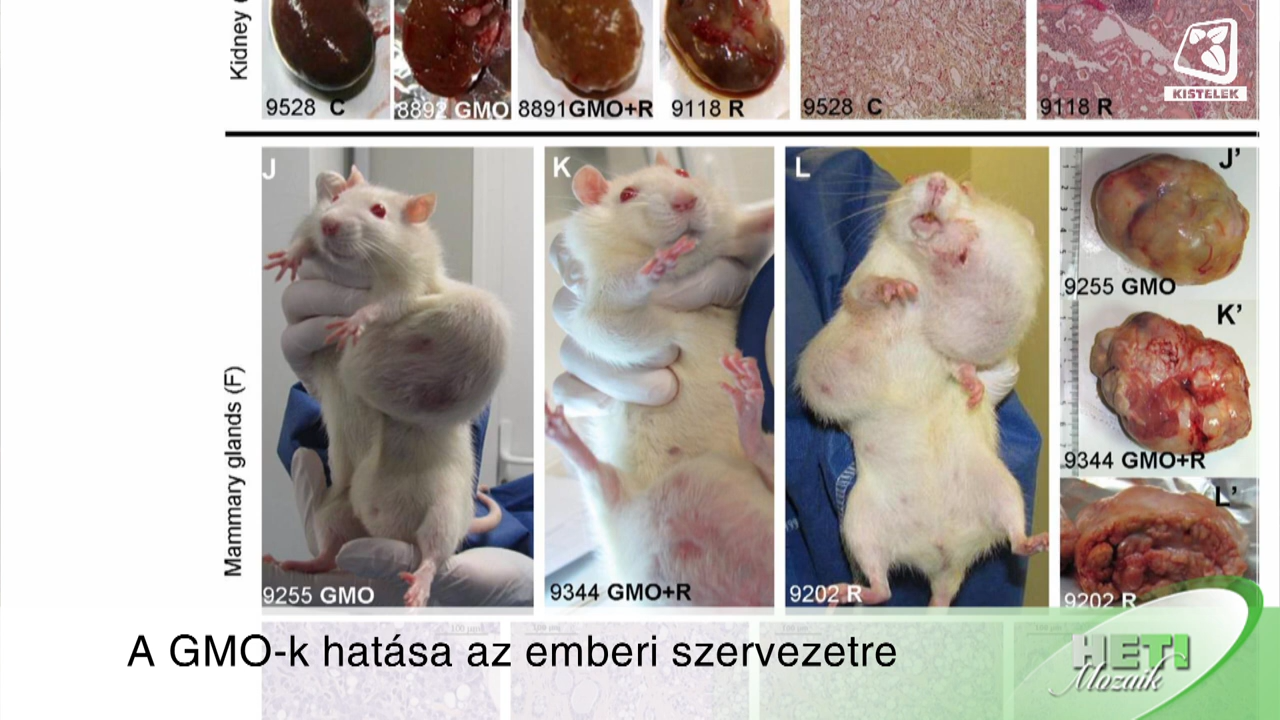 Kidney
9528 C
8892 GMO
8891GMO+R
9118 R
9528 C
9118 R
KISTELEK
Mammary glands (F)
J
K
L
J’
9255 GMO
K’
9344 GMO+R
L’
9202 R
9255 GMO
9344 GMO+R
9202 R
A GMO-k hatása az emberi szervezetre
HETI
Mozaik